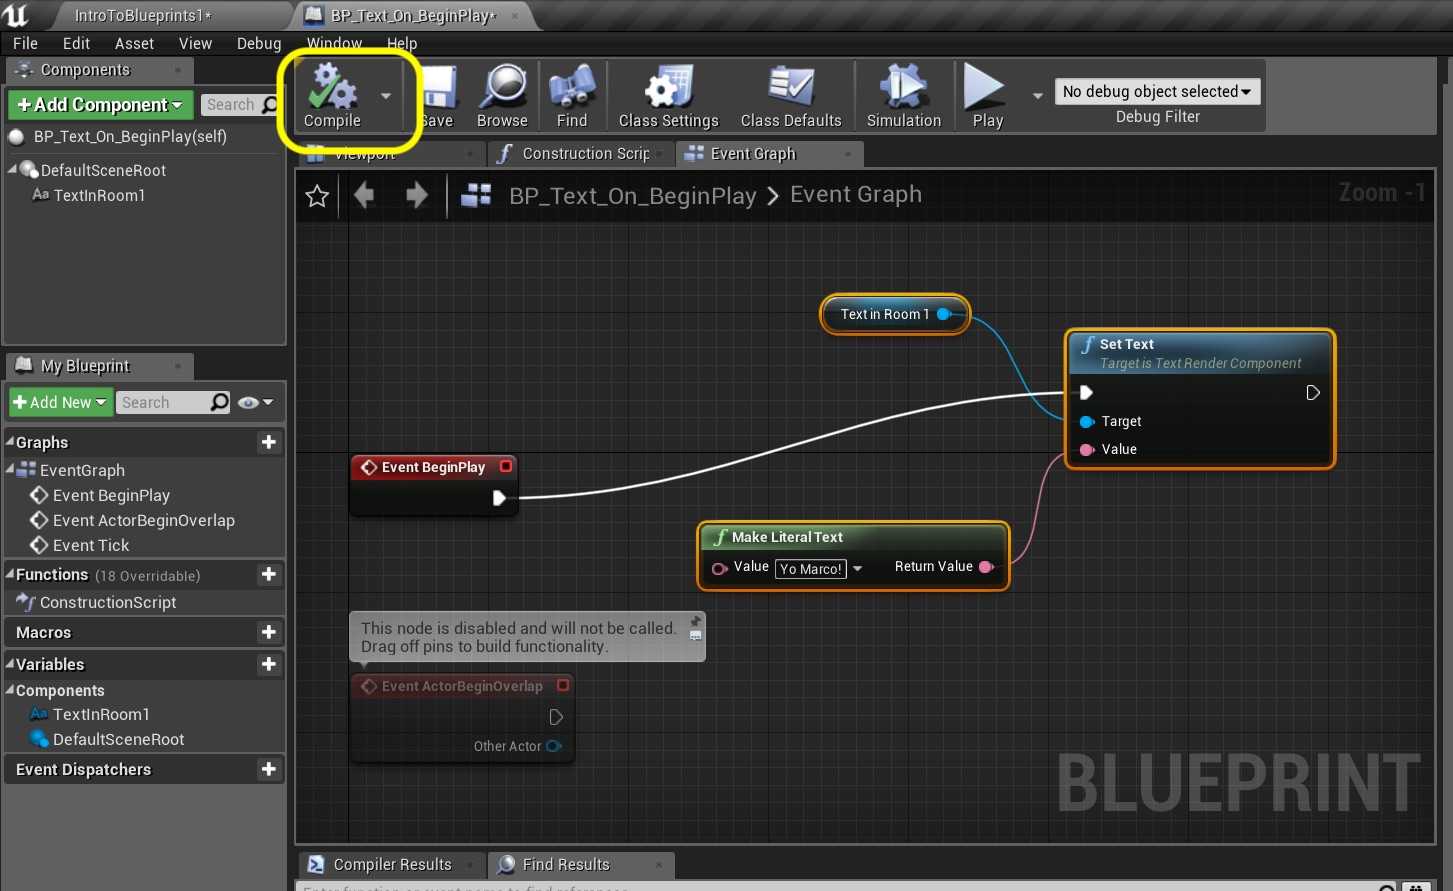 IntroToBlueprints1*
BP_Text_On_BeginPlay*
File Edit Asset View Debug Window Help
Components
+Add Component
Search
BP_Text_On_BeginPlay(self)
DefaultSceneRoot
Aa TextInRoom1
Compile
Save
Browse
Find
Class Settings
Class Defaults
Simulation
Play
No debug object selected
Debug Filter
Viewport
Construction Scrip
Event Graph
BP_Text_On_BeginPlay > Event Graph
Zoom -1
My Blueprint
+Add New
Search
Graphs
EventGraph
Event BeginPlay
Event ActorBeginOverlap
Event Tick
Functions (18 Overridable)
ConstructionScript
Macros
Variables
Components
Aa TextInRoom1
DefaultSceneRoot
Event Dispatchers
Text in Room 1
Set Text
Target is Text Render Component
Target
Value
Event BeginPlay
Make Literal Text
Value Yo Marco! Return Value
This node is disabled and will not be called.
Drag off pins to build functionality.
Event ActorBeginOverlap
Other Actor
BLUEPRINT
Compiler Results
Find Results